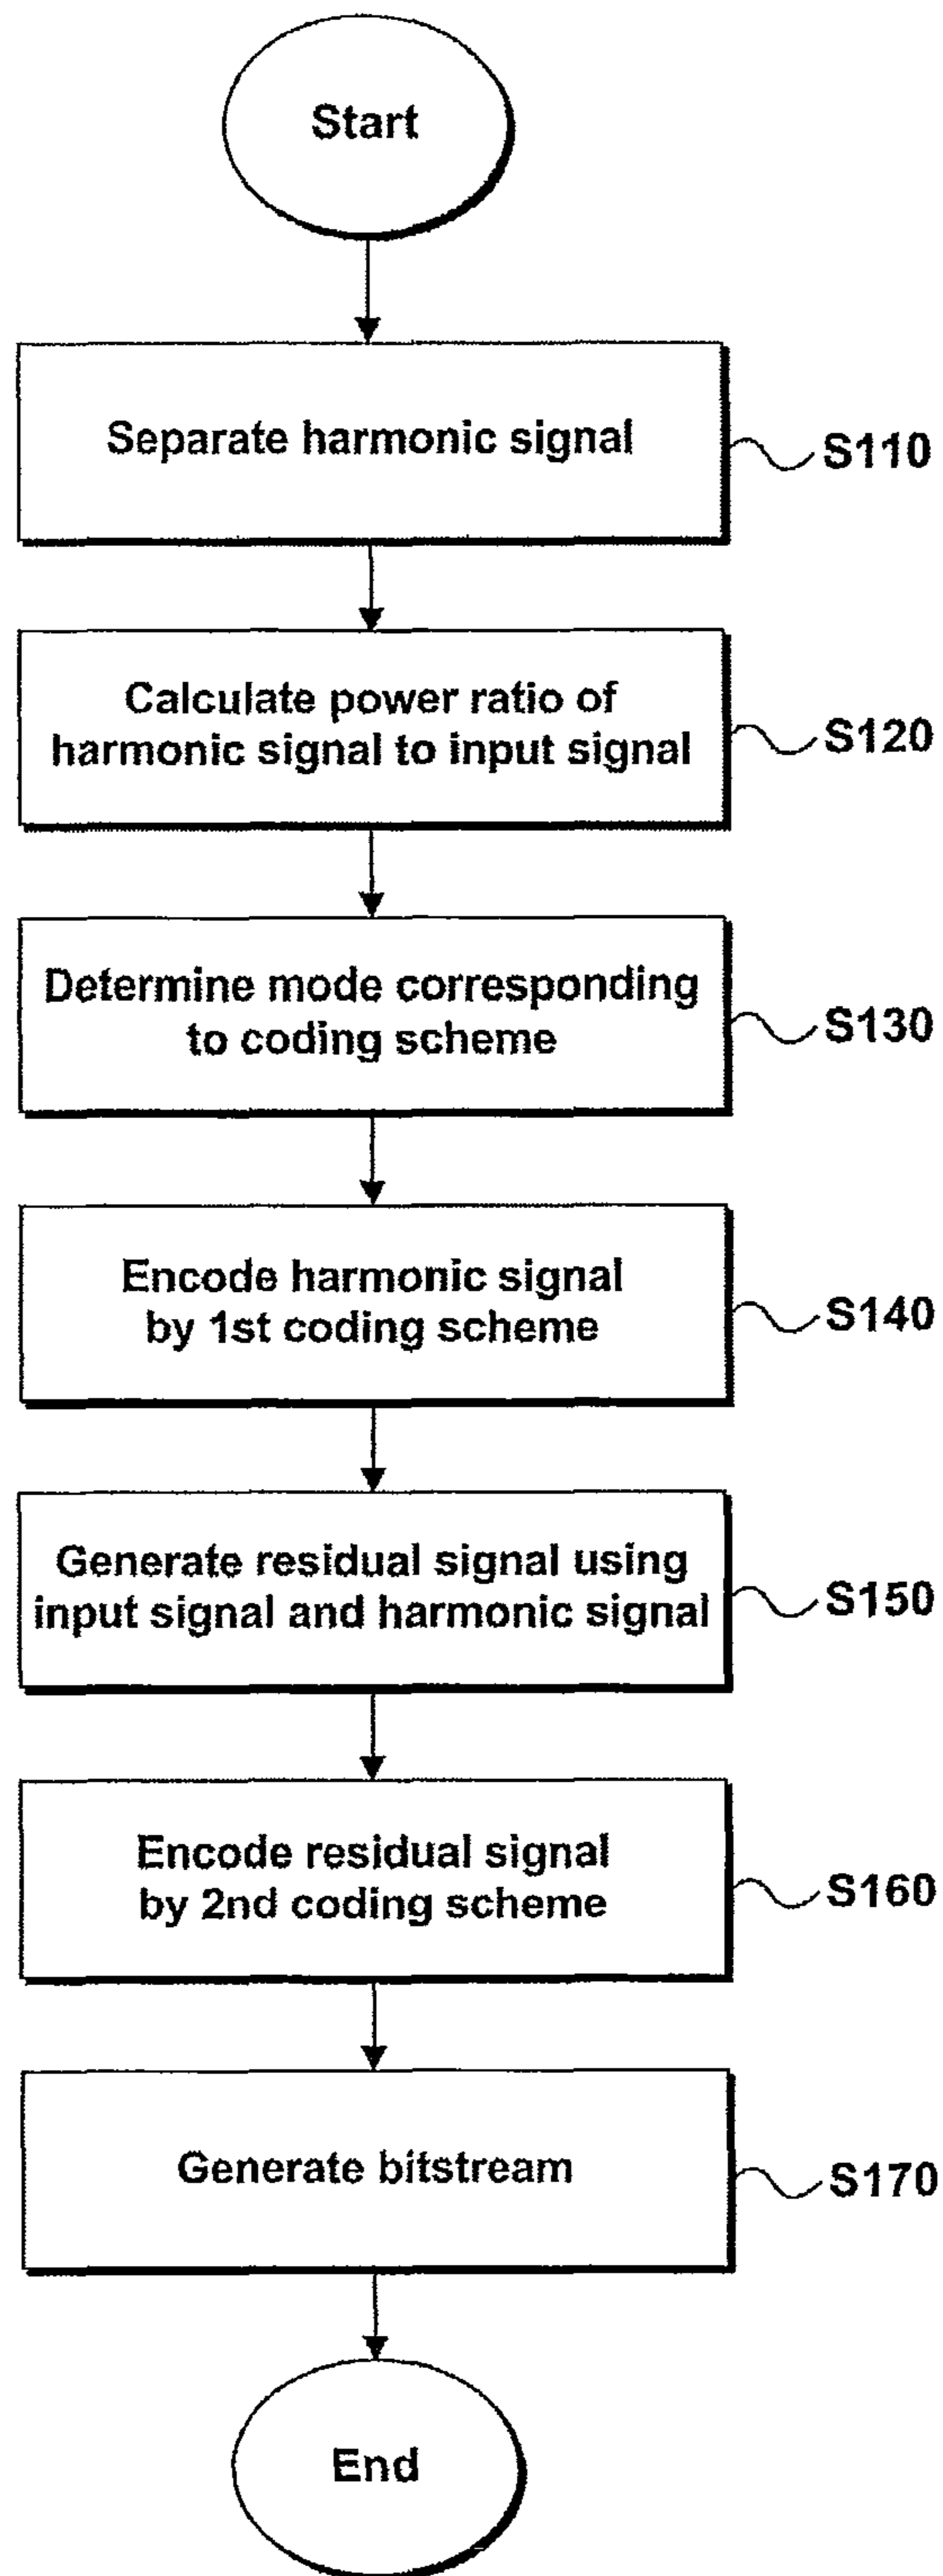 Start
Separate harmonic signal
S110
Calculate power ratio of
harmonic signal to input signal
S120
Determine mode corresponding
to coding scheme
S130
Encode harmonic signal
by 1st coding scheme
S140
Generate residual signal using
input signal and harmonic signal
S150
Encode residual signal
by 2nd coding scheme
S160
Generate bitstream
S170
End